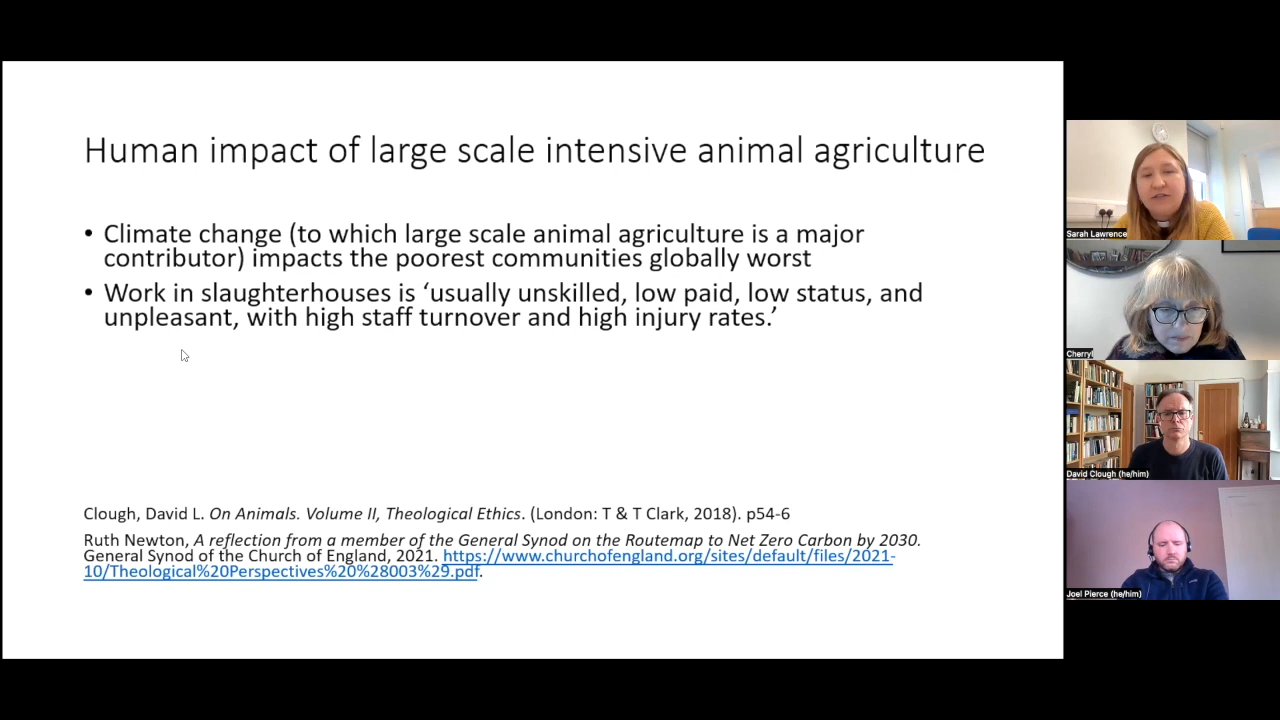 Human impact of large scale intensive animal agriculture
• Climate change (to which large scale animal agriculture is a major
contributor) impacts the poorest communities globally worst
• Work in slaughterhouses is ‘usually unskilled, low paid, low status, and
unpleasant, with high staff turnover and high injury rates.’
Clough, David L. On Animals. Volume II, Theological Ethics. (London: T & T Clark, 2018). p54-6
Ruth Newton, A reflection from a member of the General Synod on the Routemap to Net Zero Carbon by 2030.
General Synod of the Church of England, 2021. https://www.churchofengland.org/sites/default/files/2021-
10/Theological%20Perspectives%20%28003%29.pdf.
Sarah Lawrence
Cherryl
David Clough (he/him)
Joel Pierce (he/him)